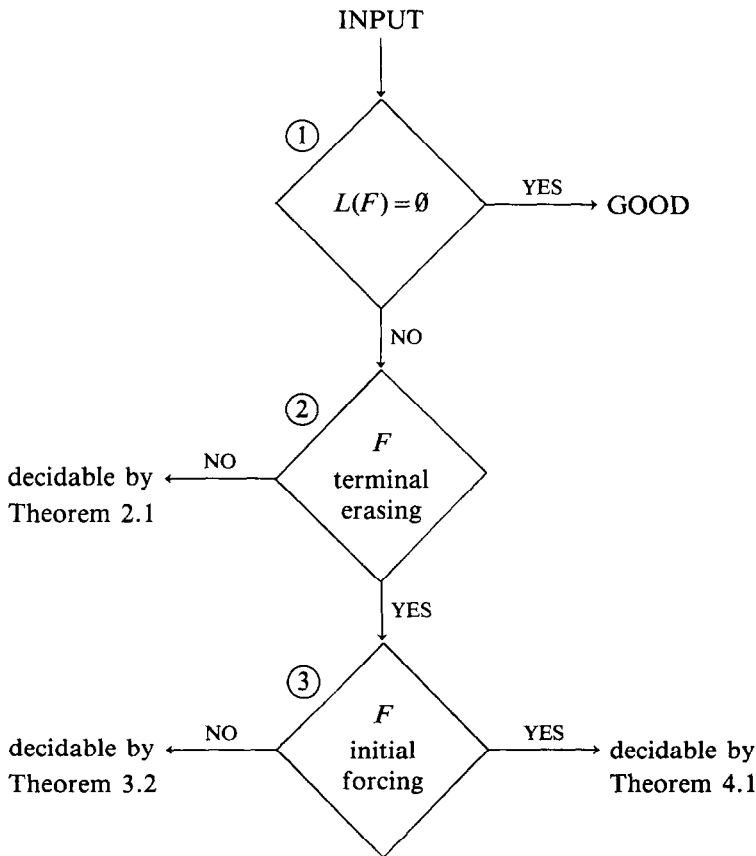 INPUT
①
L(F)=∅
YES
GOOD
NO
②
F
terminal
erasing
NO
decidable by
Theorem 2.1
YES
③
F
initial
forcing
NO
decidable by
Theorem 3.2
YES
decidable by
Theorem 4.1